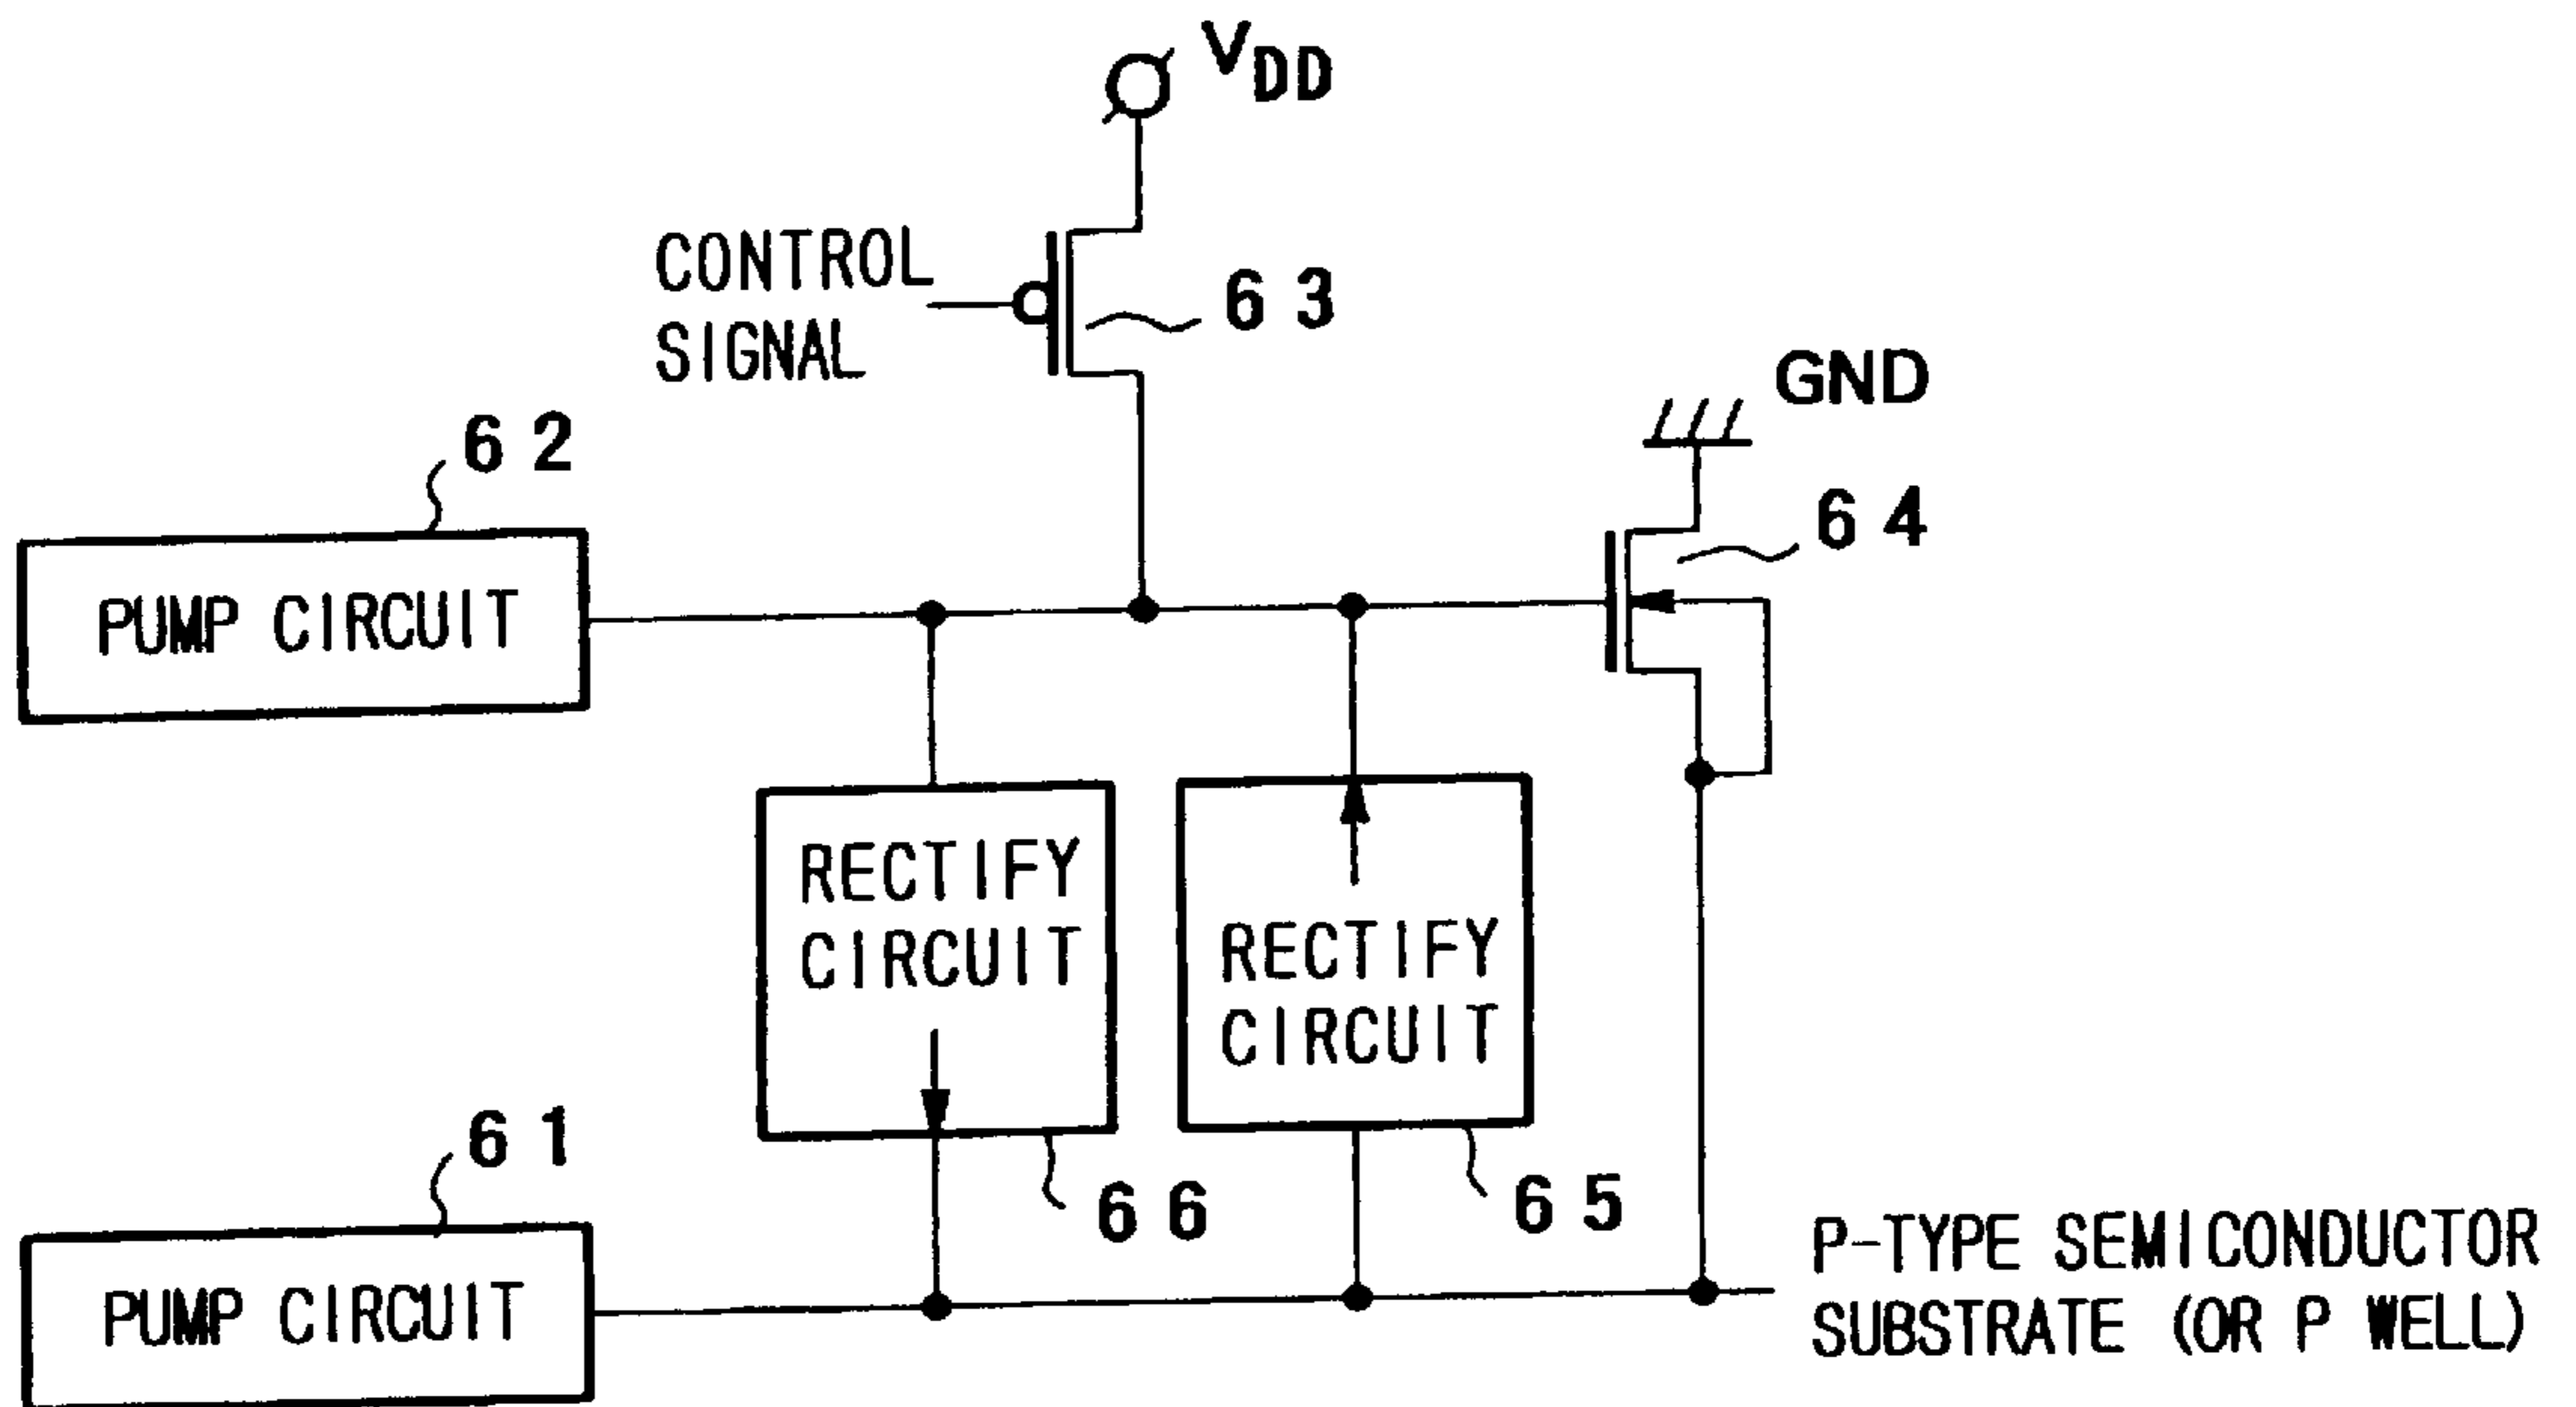 VDD
CONTROL
SIGNAL
63
GND
62
64
PUMP CIRCUIT
RECTIFY
CIRCUIT
RECTIFY
CIRCUIT
61
66
65
PUMP CIRCUIT
P-TYPE SEMICONDUCTOR
SUBSTRATE (OR P WELL)